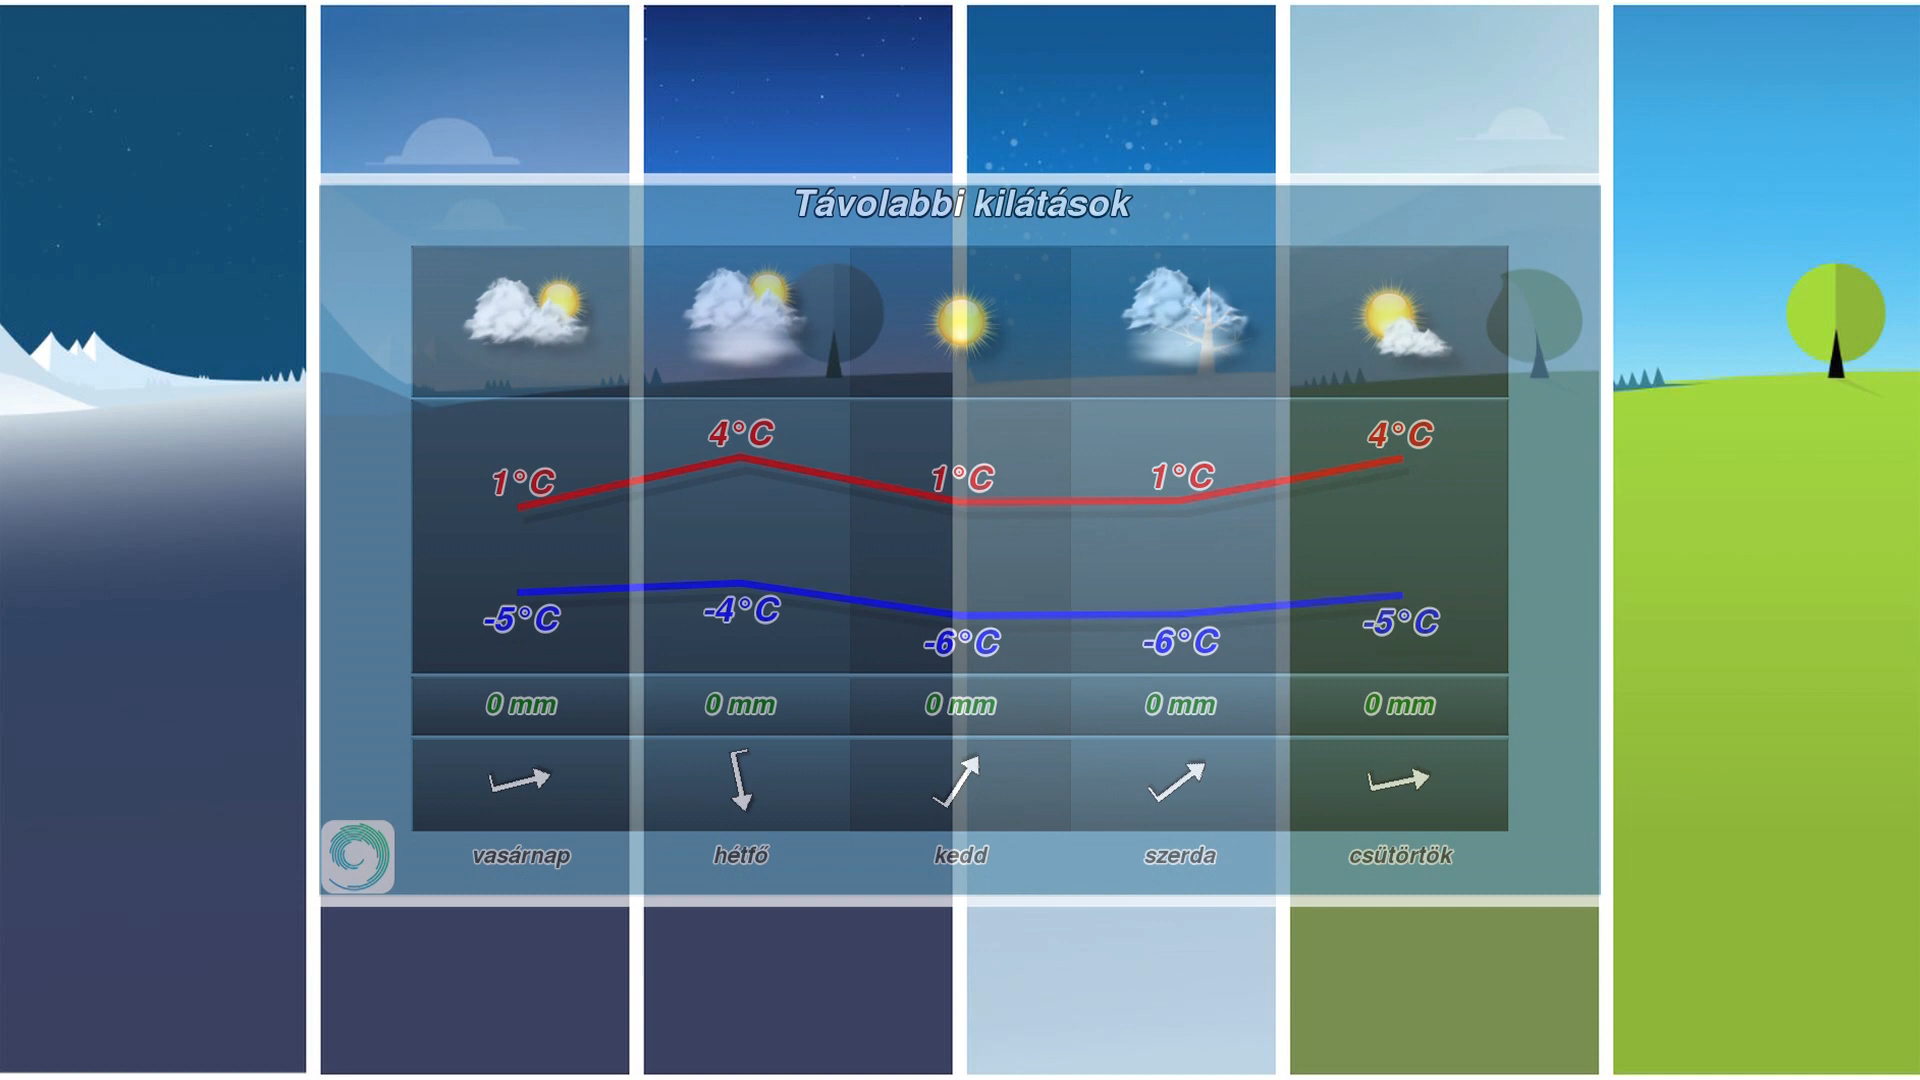 Távolabbi kilátások
1°C 4°C 1°C 1°C 4°C
-5°C -4°C -6°C -6°C -5°C
0 mm 0 mm 0 mm 0 mm 0 mm
vasárnap hétfő kedd szerda csütörtök